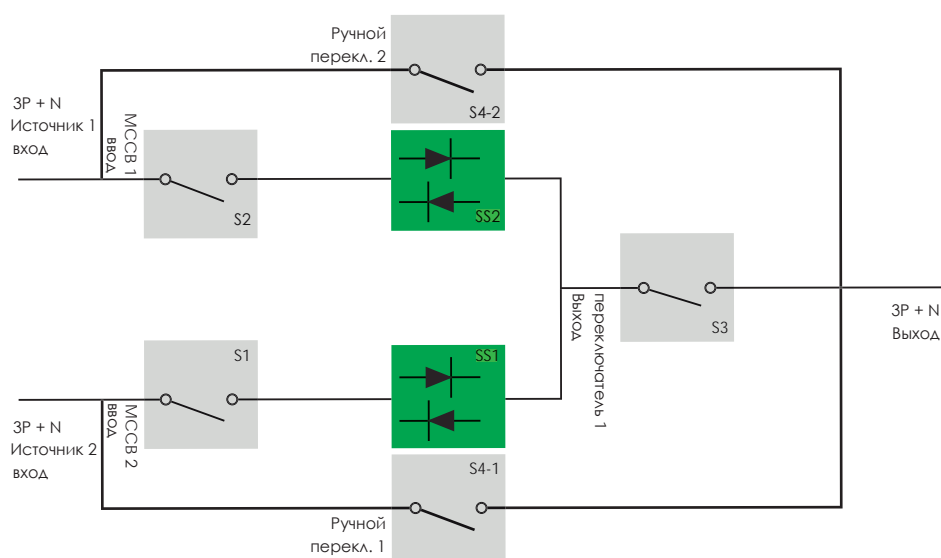 Ручной
перекл. 2
S4-2
3P + N
Источник 1
вход
MCCB 1
ввод
S2
SS2
S3
переключатель 1
Выход
3P + N
Выход
S1
SS1
3P + N
Источник 2
вход
MCCB 2
ввод
S4-1
Ручной
перекл. 1